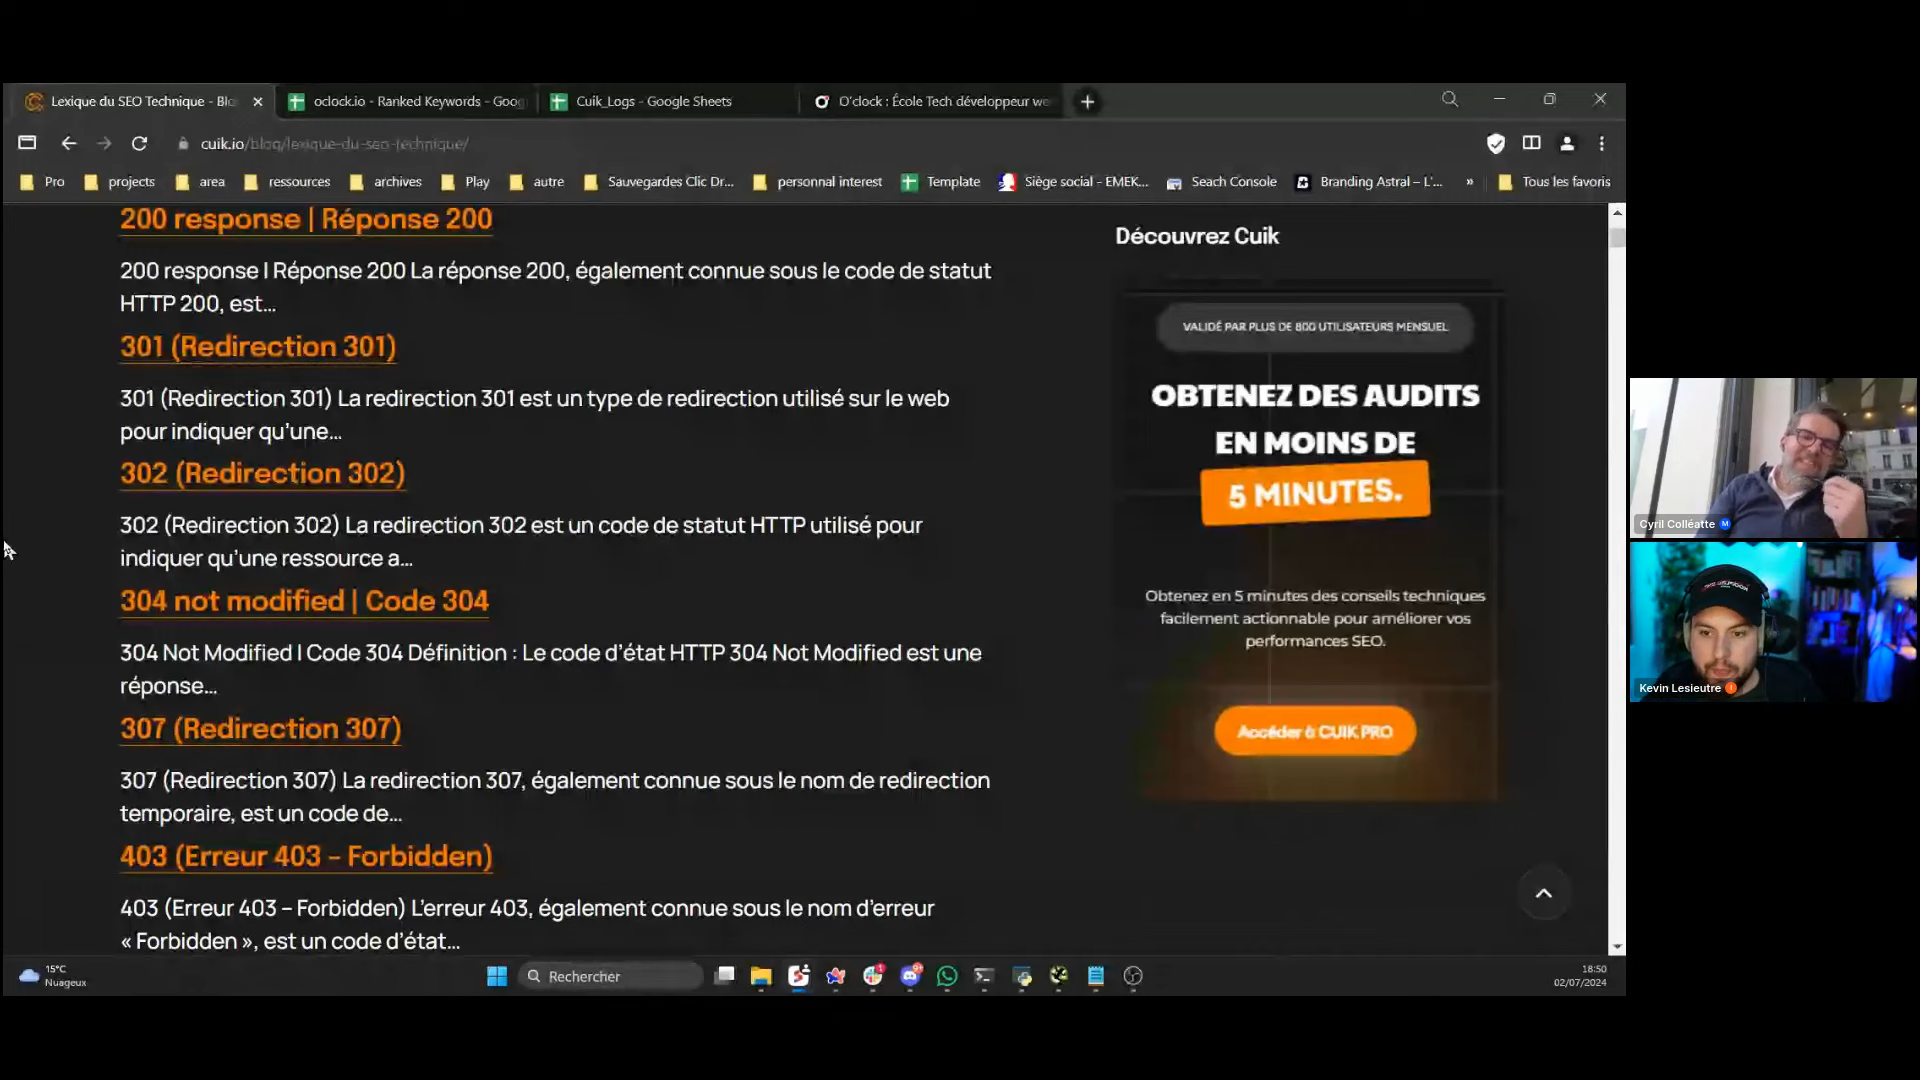 Lexique du SEO Technique - Blo
oclock.io - Ranked Keywords - Goog
Cuik_Logs - Google Sheets
O'clock : École Tech développeur we
cuik.io/blog/lexique-du-seo-technique/
Pro
projects
area
ressources
archives
Play
autre
Sauvegardes Clic Dr...
personnal interest
Template
Siège social - EMEK...
Seach Console
Branding Astral – L'...
»
Tous les favoris
200 response | Réponse 200
200 response | Réponse 200 La réponse 200, également connue sous le code de statut
HTTP 200, est...
301 (Redirection 301)
301 (Redirection 301) La redirection 301 est un type de redirection utilisé sur le web
pour indiquer qu'une...
302 (Redirection 302)
302 (Redirection 302) La redirection 302 est un code de statut HTTP utilisé pour
indiquer qu'une ressource a...
304 not modified | Code 304
304 Not Modified | Code 304 Définition : Le code d'état HTTP 304 Not Modified est une
réponse...
307 (Redirection 307)
307 (Redirection 307) La redirection 307, également connue sous le nom de redirection
temporaire, est un code de...
403 (Erreur 403 – Forbidden)
403 (Erreur 403 – Forbidden) L'erreur 403, également connue sous le nom d'erreur
« Forbidden », est un code d'état...
Découvrez Cuik
VALIDÉ PAR PLUS DE 800 UTILISATEURS MENSUEL
OBTENEZ DES AUDITS
EN MOINS DE
5 MINUTES.
Obtenez en 5 minutes des conseils techniques
facilement actionnable pour améliorer vos
performances SEO.
Accéder à CUIK PRO
Cyril Colléatte
M
Kevin Lesieutre
15°C
Nuageux
Rechercher
18:50
02/07/2024